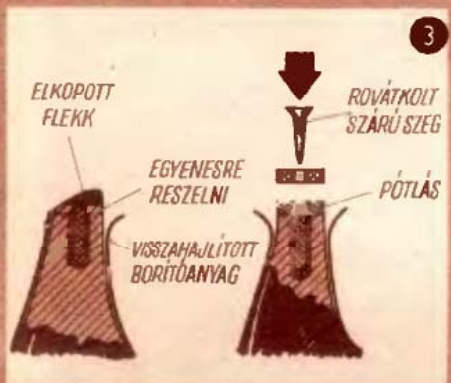 3
ELKOPOTT
FLEKK
EGYENESRE
RESZELNI
VISSZAHAJLÍTOTT
BORÍTÓANYAG
ROVÁTKOLT
SZÁRÚ SZEG
PÓTLÁS